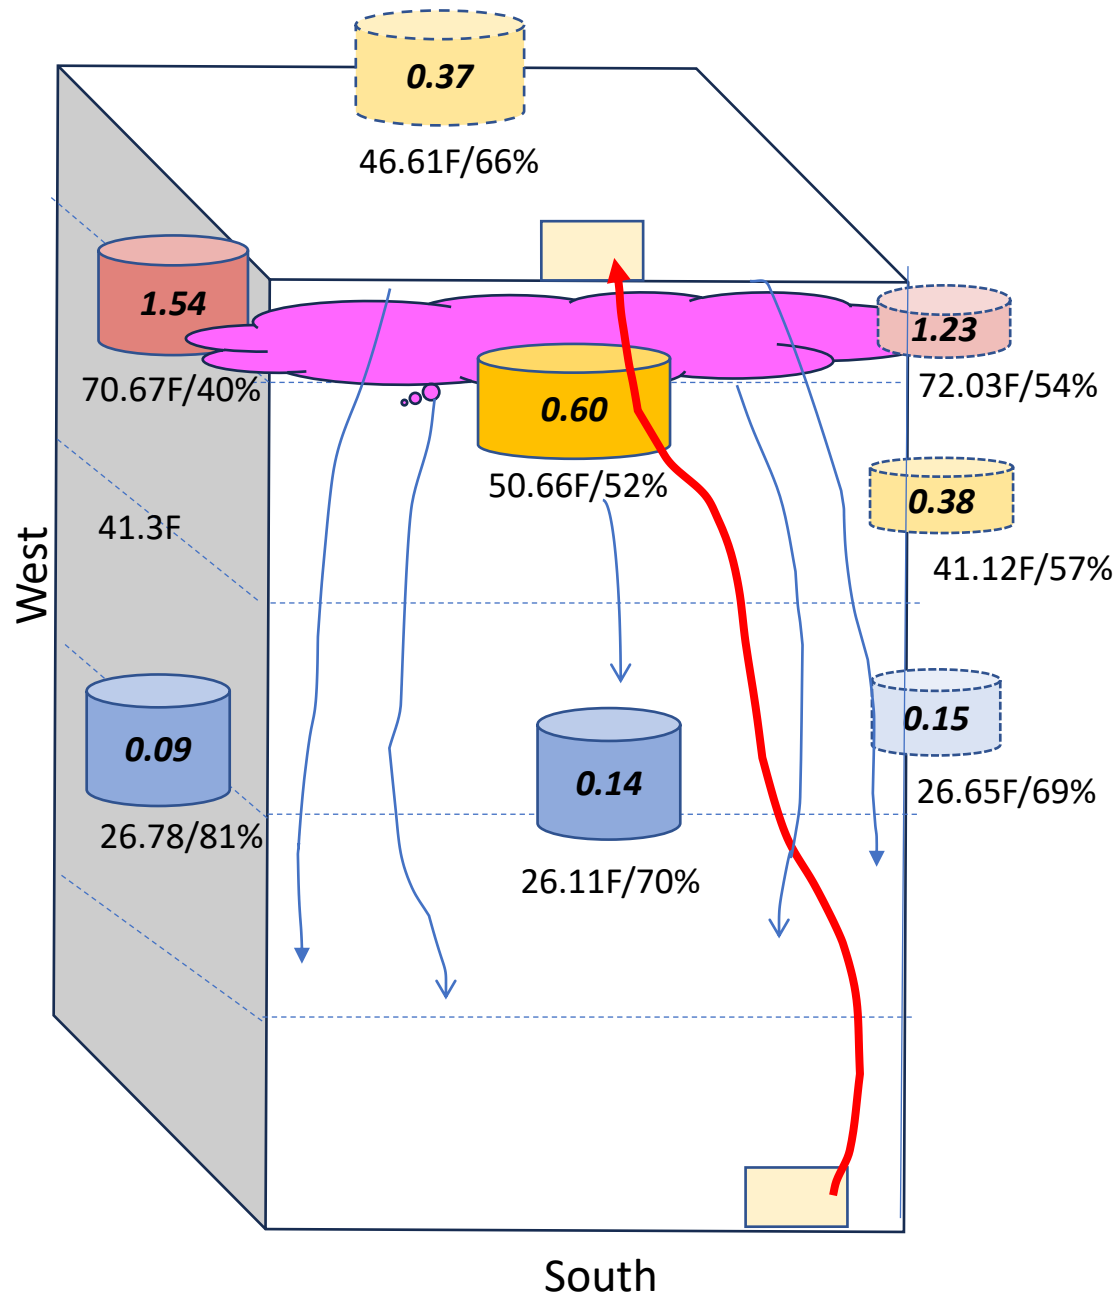 0.37
46.61F/66%
1.54
70.67F/40%
1.23
72.03F/54%
0.60
50.66F/52%
0.38
41.12F/57%
41.3F
West
0.09
26.78/81%
0.14
26.11F/70%
0.15
26.65F/69%
South